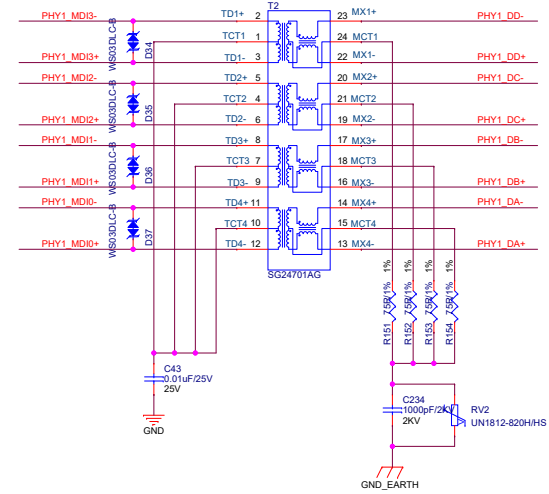 T2
PHY1_MDI3- TD1+ 2 23 MX1+ PHY1_DD-
TCT1 1 24 MCT1
PHY1_MDI3+ TD1- 3 22 MX1- PHY1_DD+
WS03DLC-B D34
PHY1_MDI2- TD2+ 5 20 MX2+ PHY1_DC-
TCT2 4 21 MCT2
PHY1_MDI2+ TD2- 6 19 MX2- PHY1_DC+
WS03DLC-B D35
PHY1_MDI1- TD3+ 8 17 MX3+ PHY1_DB-
TCT3 7 18 MCT3
PHY1_MDI1+ TD3- 9 16 MX3- PHY1_DB+
WS03DLC-B D36
PHY1_MDI0- TD4+ 11 14 MX4+ PHY1_DA-
TCT4 10 15 MCT4
PHY1_MDI0+ TD4- 12 13 MX4- PHY1_DA+
WS03DLC-B D37
SG24701AG
R151 75R/1% 1%
R152 75R/1% 1%
R153 75R/1% 1%
R154 75R/1% 1%
C43
0.01uF/25V
25V
GND
C234
1000pF/2KV
2KV
RV2
UN1812-820H/HS
GND_EARTH